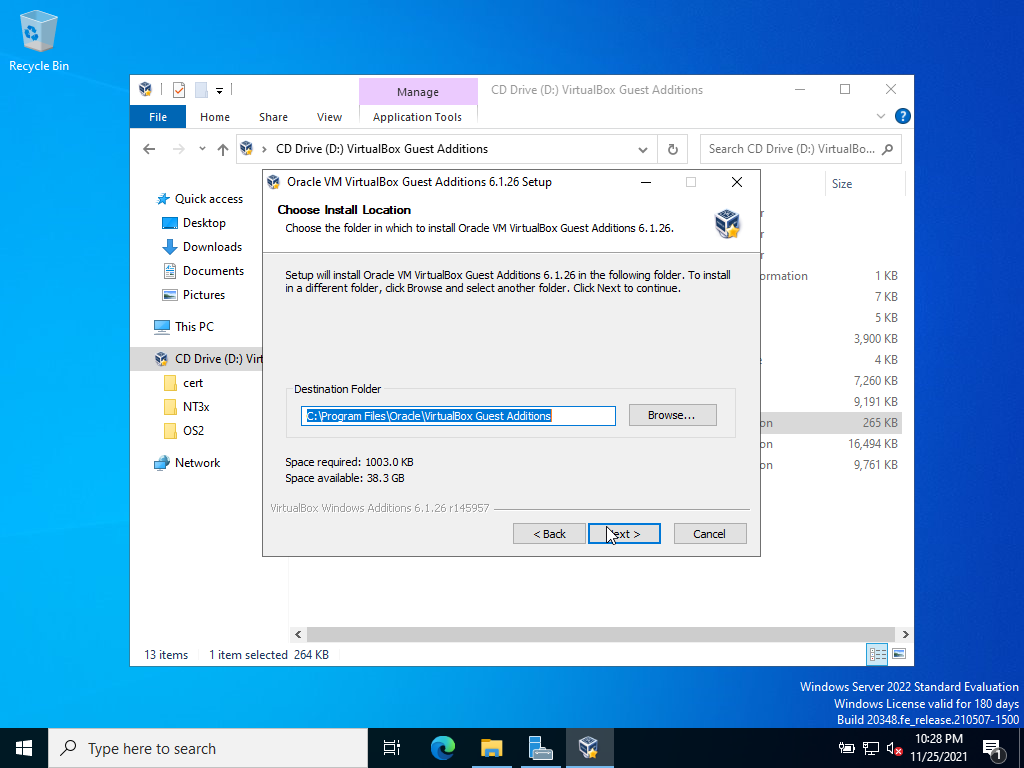 Recycle Bin
Manage
CD Drive (D:) VirtualBox Guest Additions
File
Home
Share
View
Application Tools
?
CD Drive (D:) VirtualBox Guest Additions
Search CD Drive (D:) VirtualBo...
Quick access
Desktop
Downloads
Documents
Pictures
This PC
CD Drive (D:) Virt
cert
NT3x
OS2
Network
Oracle VM VirtualBox Guest Additions 6.1.26 Setup
Choose Install Location
Choose the folder in which to install Oracle VM VirtualBox Guest Additions 6.1.26.
Setup will install Oracle VM VirtualBox Guest Additions 6.1.26 in the following folder. To install
in a different folder, click Browse and select another folder. Click Next to continue.
Destination Folder
C:\Program Files\Oracle\VirtualBox Guest Additions
Browse...
Space required: 1003.0 KB
Space available: 38.3 GB
VirtualBox Windows Additions 6.1.26 r145957
< Back
ext >
Cancel
Size
1 KB
7 KB
5 KB
3,900 KB
4 KB
7,260 KB
9,191 KB
265 KB
16,494 KB
9,761 KB
13 items
1 item selected 264 KB
Windows Server 2022 Standard Evaluation
Windows License valid for 180 days
Build 20348.fe_release.210507-1500
Type here to search
10:28 PM
11/25/2021
1